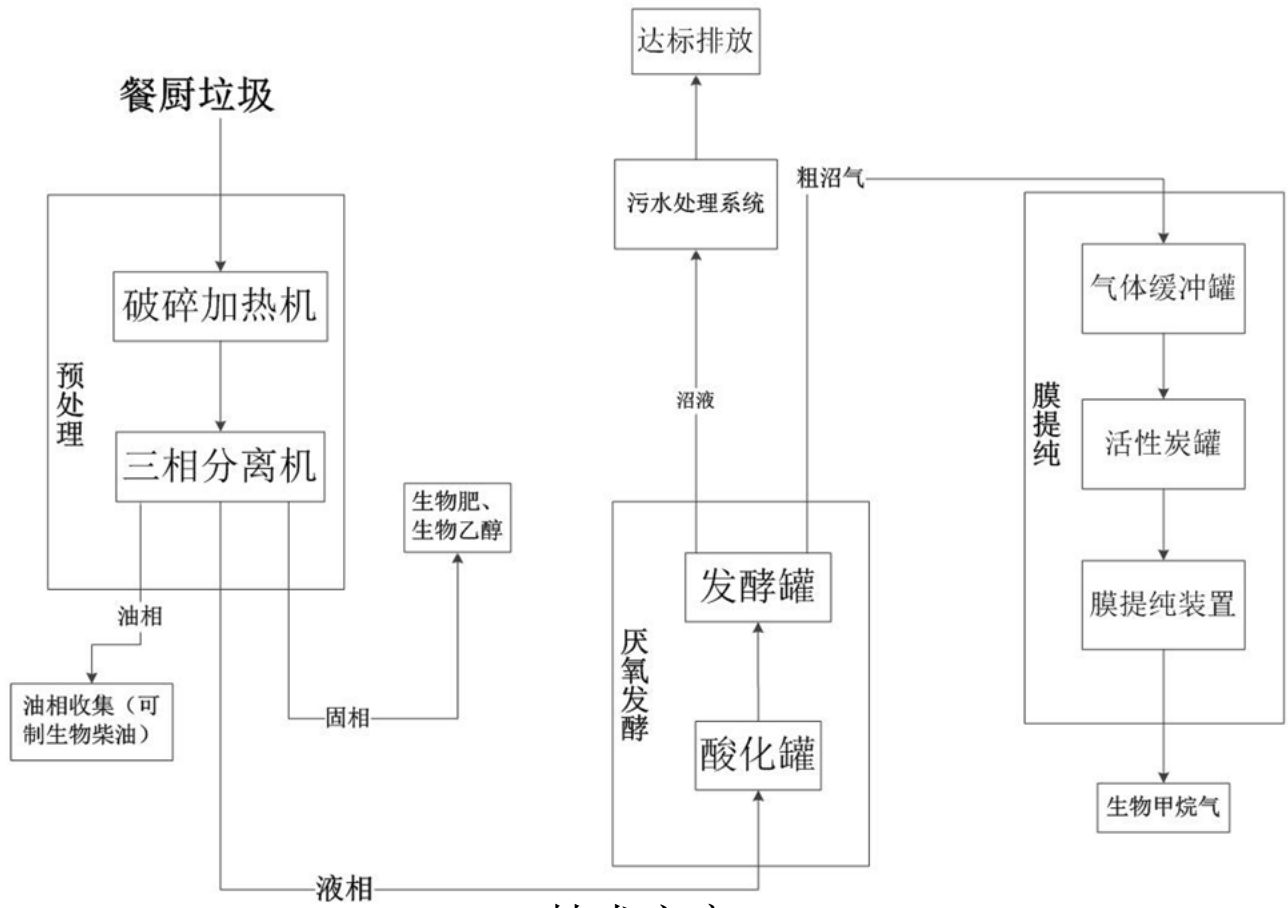 餐厨垃圾
预处理
破碎加热机
三相分离机
油相
油相收集（可
制生物柴油）
固相
生物肥、
生物乙醇
液相
达标排放
污水处理系统
沼液
粗沼气
厌氧发酵
发酵罐
酸化罐
膜提纯
气体缓冲罐
活性炭罐
膜提纯装置
生物甲烷气